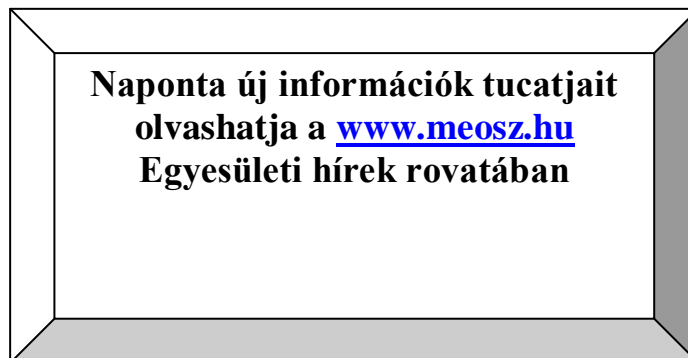 Naponta új információk tucatjait
olvashatja a www.meosz.hu
Egyesületi hírek rovatában